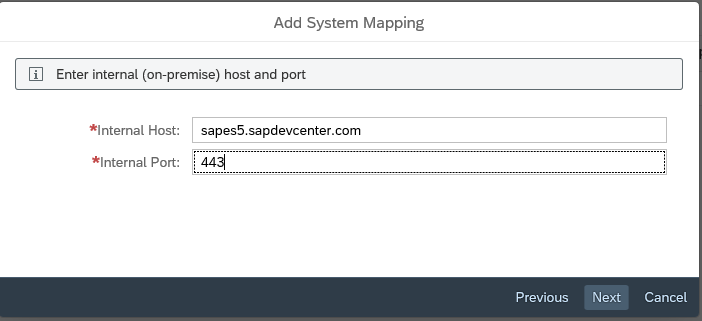 Add System Mapping
Enter internal (on-premise) host and port
*Internal Host: sapes5.sapdevcenter.com
*Internal Port: 443
Previous Next Cancel